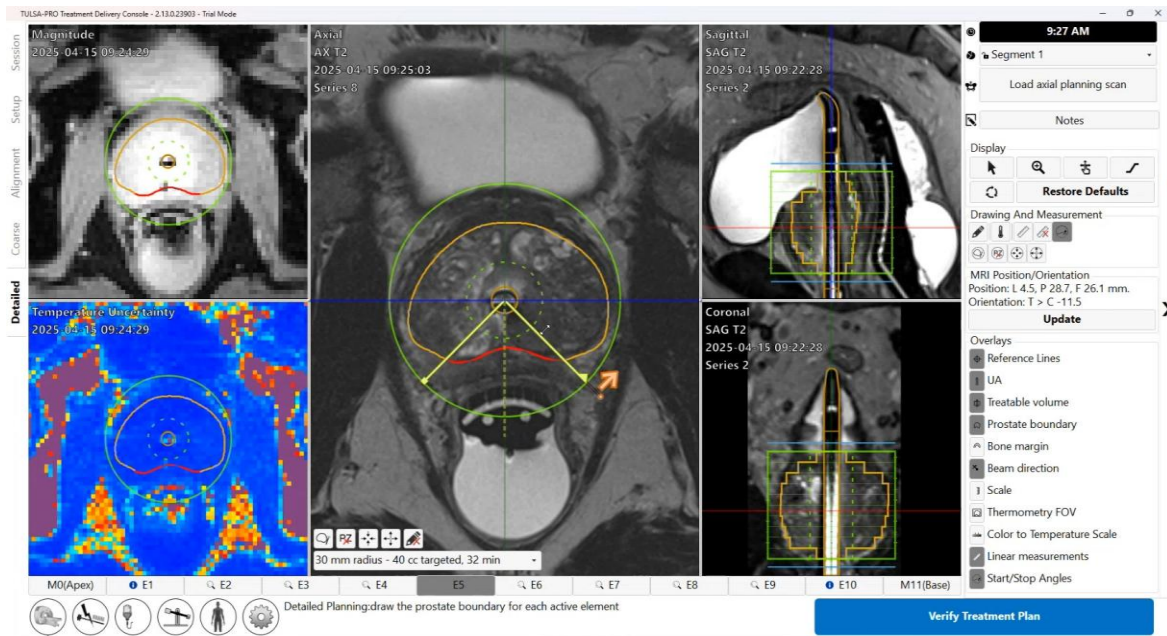 TULSA-PRO Treatment Delivery Console - 2.13.0.23903 - Trial Mode
Session
Setup
Alignment
Coarse
Detailed
Magnitude
2025-04-15 09:24:29
Temperature Uncertainty
2025-04-15 09:24:29
Axial
AX T2
2025-04-15 09:25:03
Series 8
RZ
30 mm radius - 40 cc targeted, 32 min
Sagittal
SAG T2
2025-04-15 09:22:28
Series 2
Coronal
SAG T2
2025-04-15 09:22:28
Series 2
9:27 AM
Segment 1
Load axial planning scan
Notes
Display
Restore Defaults
Drawing And Measurement
RZ
MRI Position/Orientation
Position: L 4.5, P 28.7, F 26.1 mm.
Orientation: T > C -11.5
Update
Overlays
Reference Lines
UA
Treatable volume
Prostate boundary
Bone margin
Beam direction
Scale
Thermometry FOV
Color to Temperature Scale
Linear measurements
Start/Stop Angles
M0(Apex) E1 E2 E3 E4 E5 E6 E7 E8 E9 E10 M11(Base)
Detailed Planning:draw the prostate boundary for each active element
Verify Treatment Plan